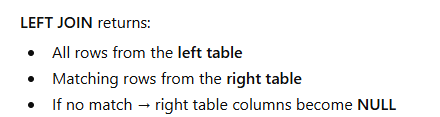 LEFT JOIN returns:
• All rows from the left table
• Matching rows from the right table
• If no match → right table columns become NULL